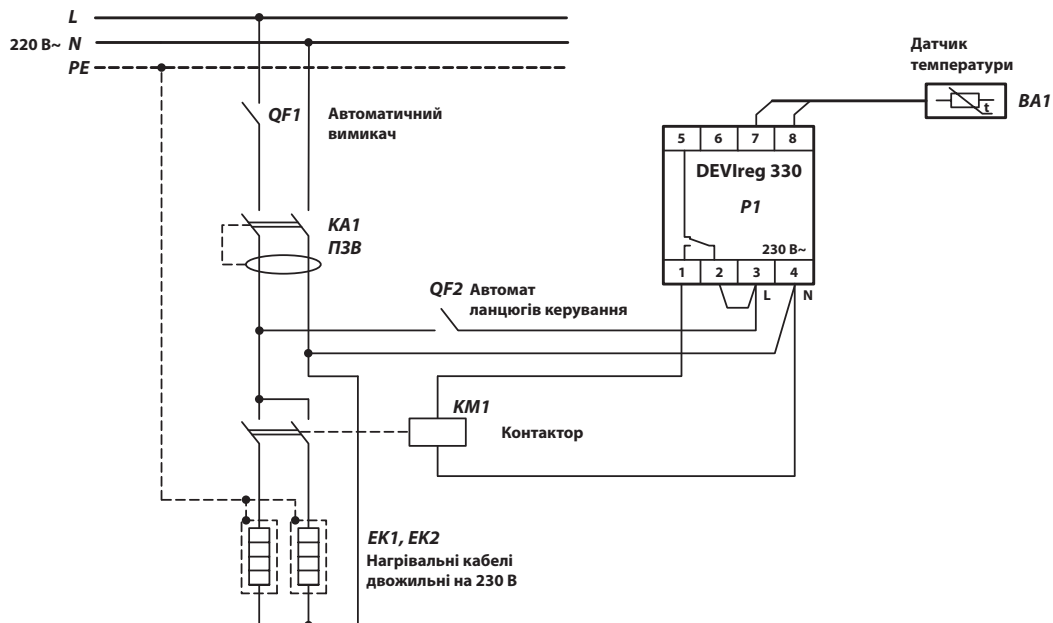 L
220 В~ N
PE
QF1 Автоматичний
вимикач
KA1
ПЗВ
QF2 Автомат
ланцюгів керування
Датчик
температури
BA1
t
5 6 7 8
DEVIreg 330
P1
230 В~
1 2 3 4
L N
KM1
Контактор
EK1, EK2
Нагрівальні кабелі
двожильні на 230 В